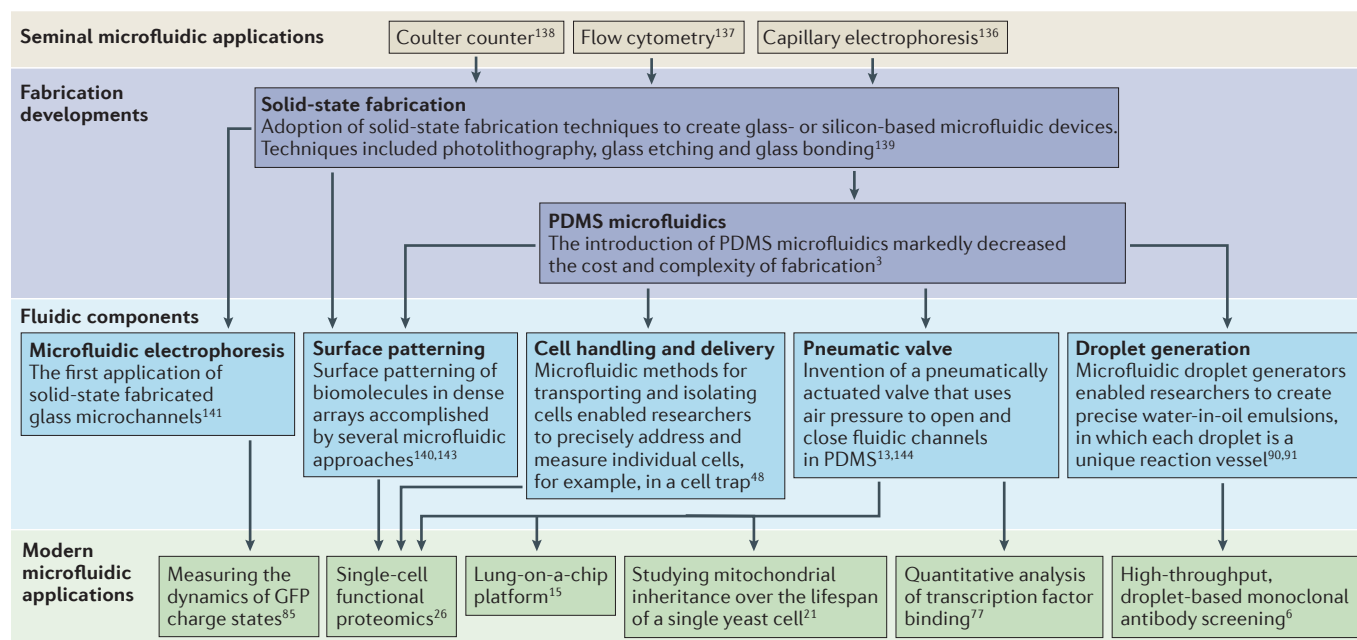 Seminal microfluidic applications
Coulter counter138
Flow cytometry137
Capillary electrophoresis136
Fabrication
developments
Solid-state fabrication
Adoption of solid-state fabrication techniques to create glass- or silicon-based microfluidic devices.
Techniques included photolithography, glass etching and glass bonding139
PDMS microfluidics
The introduction of PDMS microfluidics markedly decreased
the cost and complexity of fabrication3
Fluidic components
Microfluidic electrophoresis
The first application of
solid-state fabricated
glass microchannels141
Surface patterning
Surface patterning of
biomolecules in dense
arrays accomplished
by several microfluidic
approaches140,143
Cell handling and delivery
Microfluidic methods for
transporting and isolating
cells enabled researchers
to precisely address and
measure individual cells,
for example, in a cell trap48
Pneumatic valve
Invention of a pneumatically
actuated valve that uses
air pressure to open and
close fluidic channels
in PDMS13,144
Droplet generation
Microfluidic droplet generators
enabled researchers to create
precise water-in-oil emulsions,
in which each droplet is a
unique reaction vessel90,91
Modern
microfluidic
applications
Measuring the
dynamics of GFP
charge states85
Single-cell
functional
proteomics26
Lung-on-a-chip
platform15
Studying mitochondrial
inheritance over the lifespan
of a single yeast cell21
Quantitative analysis
of transcription factor
binding77
High-throughput,
droplet-based monoclonal
antibody screening6